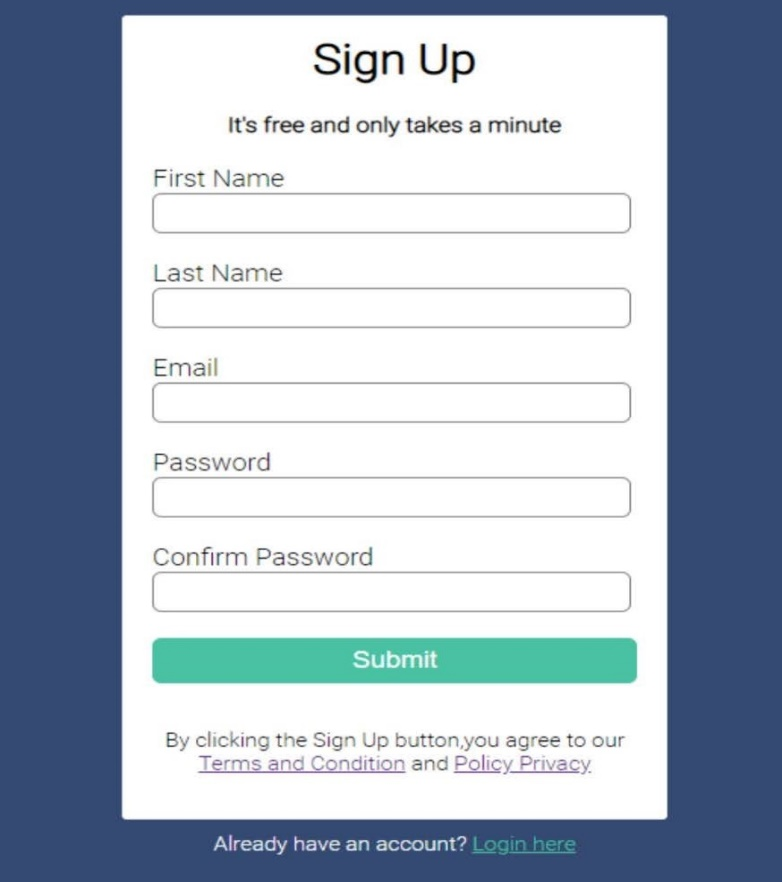 Sign Up
It's free and only takes a minute
First Name
Last Name
Email
Password
Confirm Password
Submit
By clicking the Sign Up button,you agree to our
Terms and Condition and Policy Privacy
Already have an account? Login here